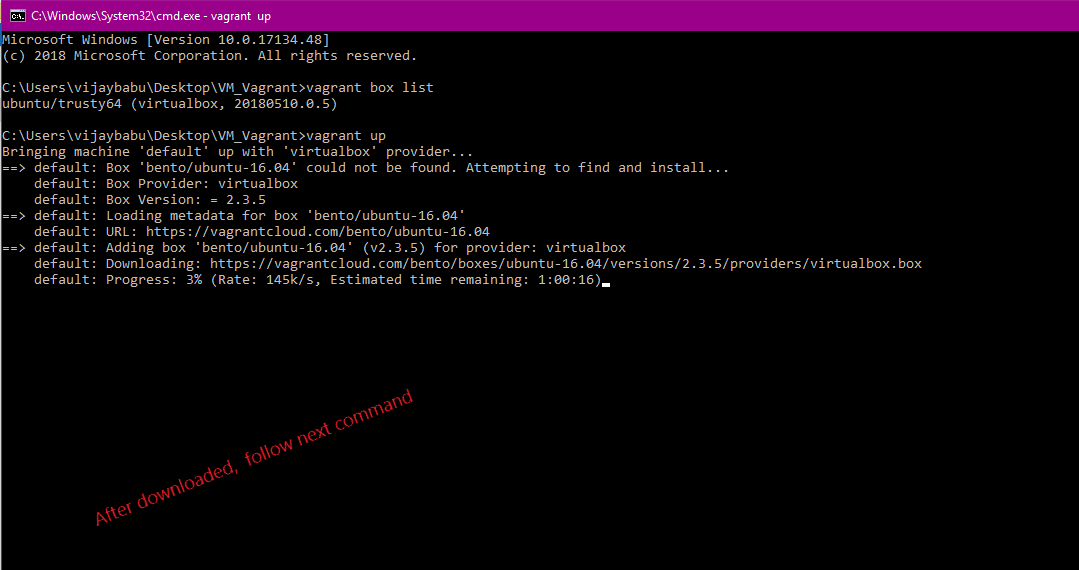 C:\Windows\System32\cmd.exe - vagrant up
Microsoft Windows [Version 10.0.17134.48]
(c) 2018 Microsoft Corporation. All rights reserved.
C:\Users\vijaybabu\Desktop\VM_Vagrant>vagrant box list
ubuntu/trusty64 (virtualbox, 20180510.0.5)
C:\Users\vijaybabu\Desktop\VM_Vagrant>vagrant up
Bringing machine 'default' up with 'virtualbox' provider...
==> default: Box 'bento/ubuntu-16.04' could not be found. Attempting to find and install...
default: Box Provider: virtualbox
default: Box Version: = 2.3.5
==> default: Loading metadata for box 'bento/ubuntu-16.04'
default: URL: https://vagrantcloud.com/bento/ubuntu-16.04
==> default: Adding box 'bento/ubuntu-16.04' (v2.3.5) for provider: virtualbox
default: Downloading: https://vagrantcloud.com/bento/boxes/ubuntu-16.04/versions/2.3.5/providers/virtualbox.box
default: Progress: 3% (Rate: 145k/s, Estimated time remaining: 1:00:16)
After downloaded, follow next command